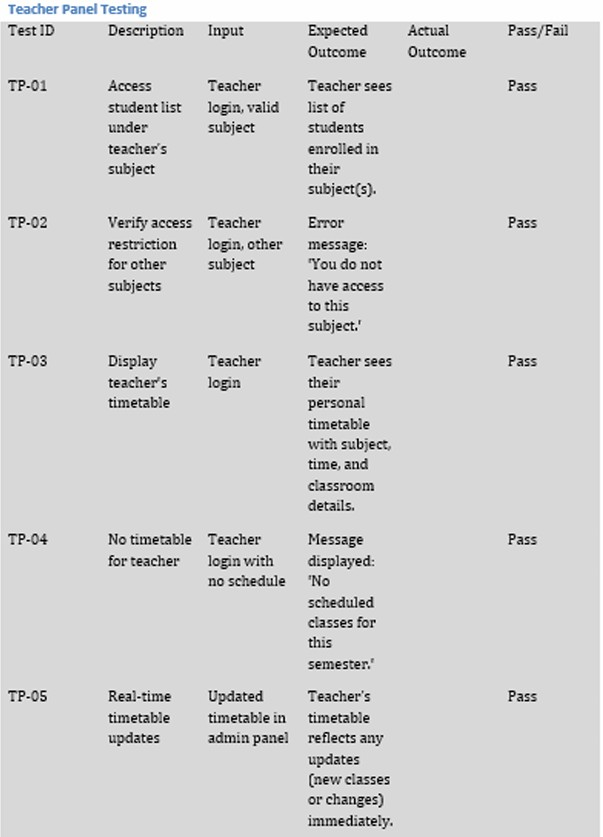 Teacher Panel Testing
Test ID Description Input Expected Outcome Actual Outcome Pass/Fail
TP-01 Access student list under teacher's subject Teacher login, valid subject Teacher sees list of students enrolled in their subject(s). Pass
TP-02 Verify access restriction for other subjects Teacher login, other subject Error message: 'You do not have access to this subject.' Pass
TP-03 Display teacher's timetable Teacher login Teacher sees their personal timetable with subject, time, and classroom details. Pass
TP-04 No timetable for teacher Teacher login with no schedule Message displayed: 'No scheduled classes for this semester.' Pass
TP-05 Real-time timetable updates Updated timetable in admin panel Teacher's timetable reflects any updates (new classes or changes) immediately. Pass